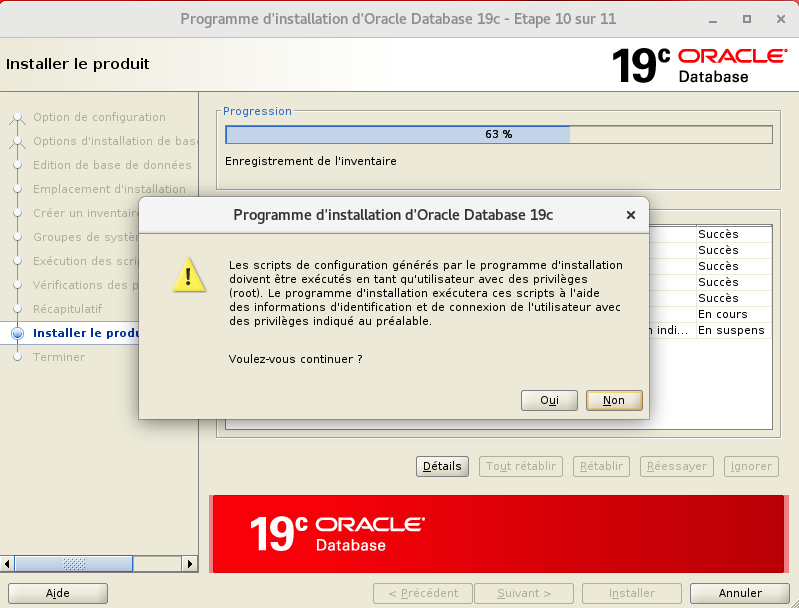 Programme d'installation d'Oracle Database 19c - Etape 10 sur 11
Installer le produit
19c ORACLE
Database
Option de configuration
Options d'installation de base
Edition de base de données
Emplacement d'installation
Créer un inventaire
Groupes de systèm
Exécution des scrip
Vérifications des p
Récapitulatif
Installer le produ
Terminer
Progression
63 %
Enregistrement de l'inventaire
Succès
Succès
Succès
Succès
Succès
En cours
n indi... En suspens
Programme d'installation d'Oracle Database 19c
Les scripts de configuration générés par le programme d'installation
doivent être exécutés en tant qu'utilisateur avec des privilèges
(root). Le programme d'installation exécutera ces scripts à l'aide
des informations d'identification et de connexion de l'utilisateur avec
des privilèges indiqué au préalable.
Voulez-vous continuer ?
Oui Non
Détails Tout rétablir Rétablir Réessayer Ignorer
19c ORACLE
Database
Aide < Précédent Suivant > Installer Annuler